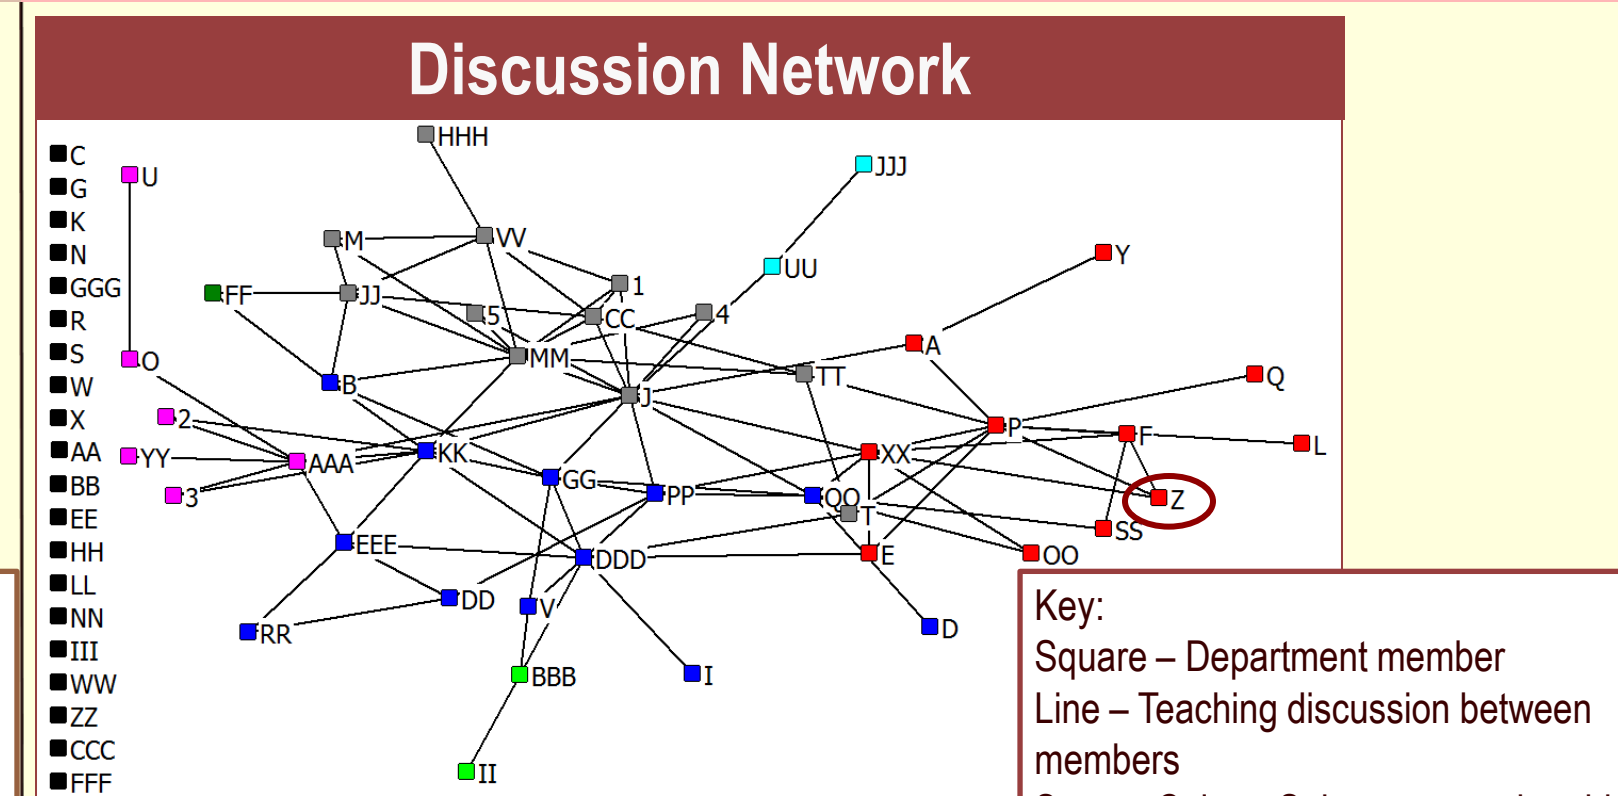 Discussion Network
HHH
C
JJJ
U
G
K
M
VV
N
Y
UU
GGG
FF
JJ
1
R
5
CC
4
S
O
MM
A
W
B
TT
Q
X
2
J
P
F
AA
YY
AAA
KK
XX
L
BB
3
GG
PP
QQ
Z
EE
T
SS
HH
EEE
DDD
E
OO
LL
DD
V
Key:
NN
RR
D
III
Square – Department member
WW
BBB
I
ZZ
Line – Teaching discussion between
CCC
members
II
FFF